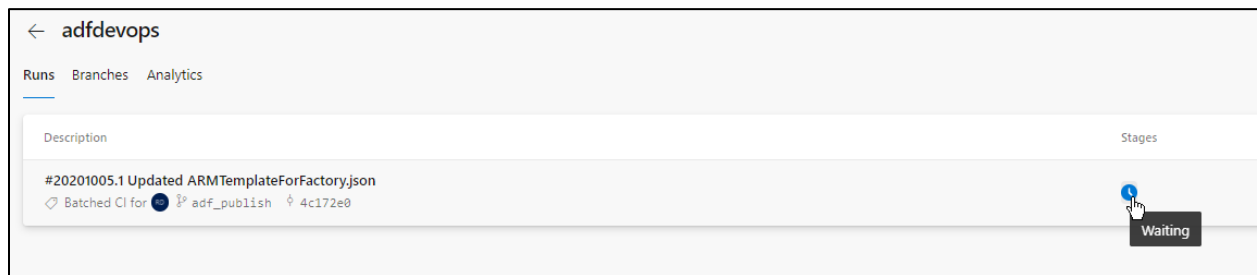 adfdevops
Runs Branches Analytics
Description Stages
#20201005.1 Updated ARMTemplateForFactory.json
Batched CI for RD adf_publish 4c172e0
Waiting